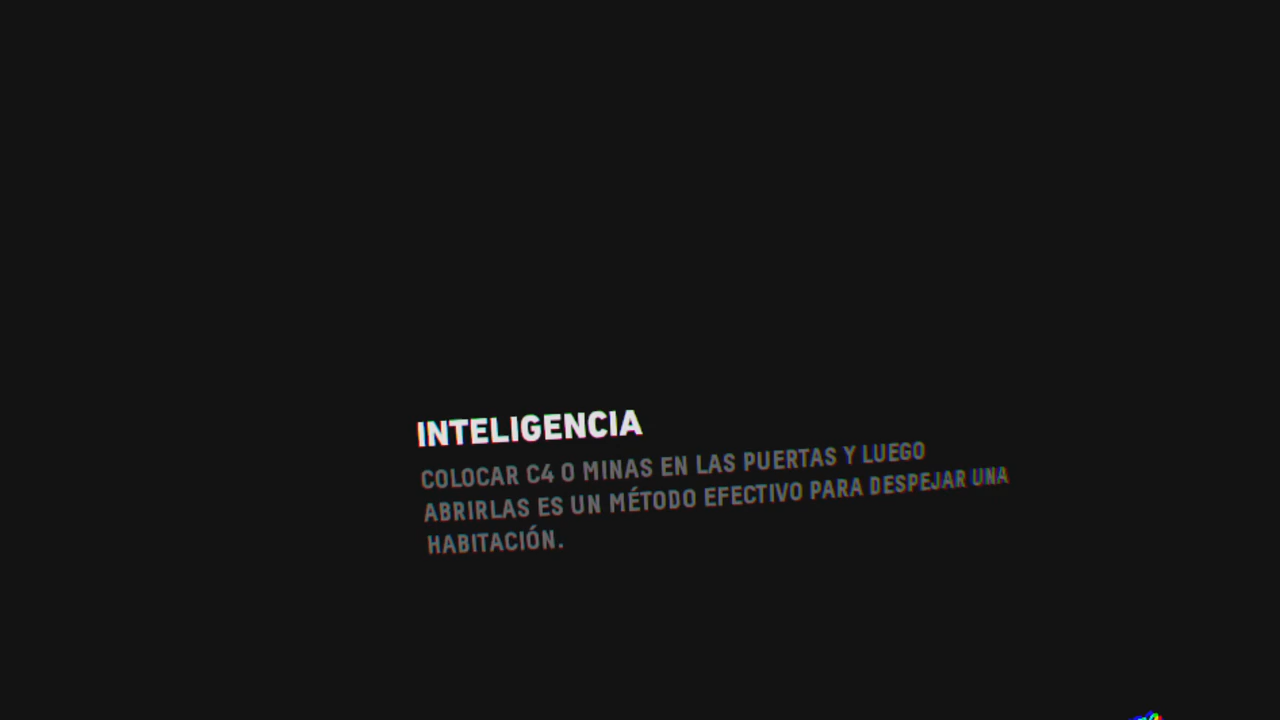 INTELIGENCIA
COLOCAR C4 O MINAS EN LAS PUERTAS Y LUEGO
ABRIRLAS ES UN MÉTODO EFECTIVO PARA DESPEJAR UNA
HABITACIÓN.